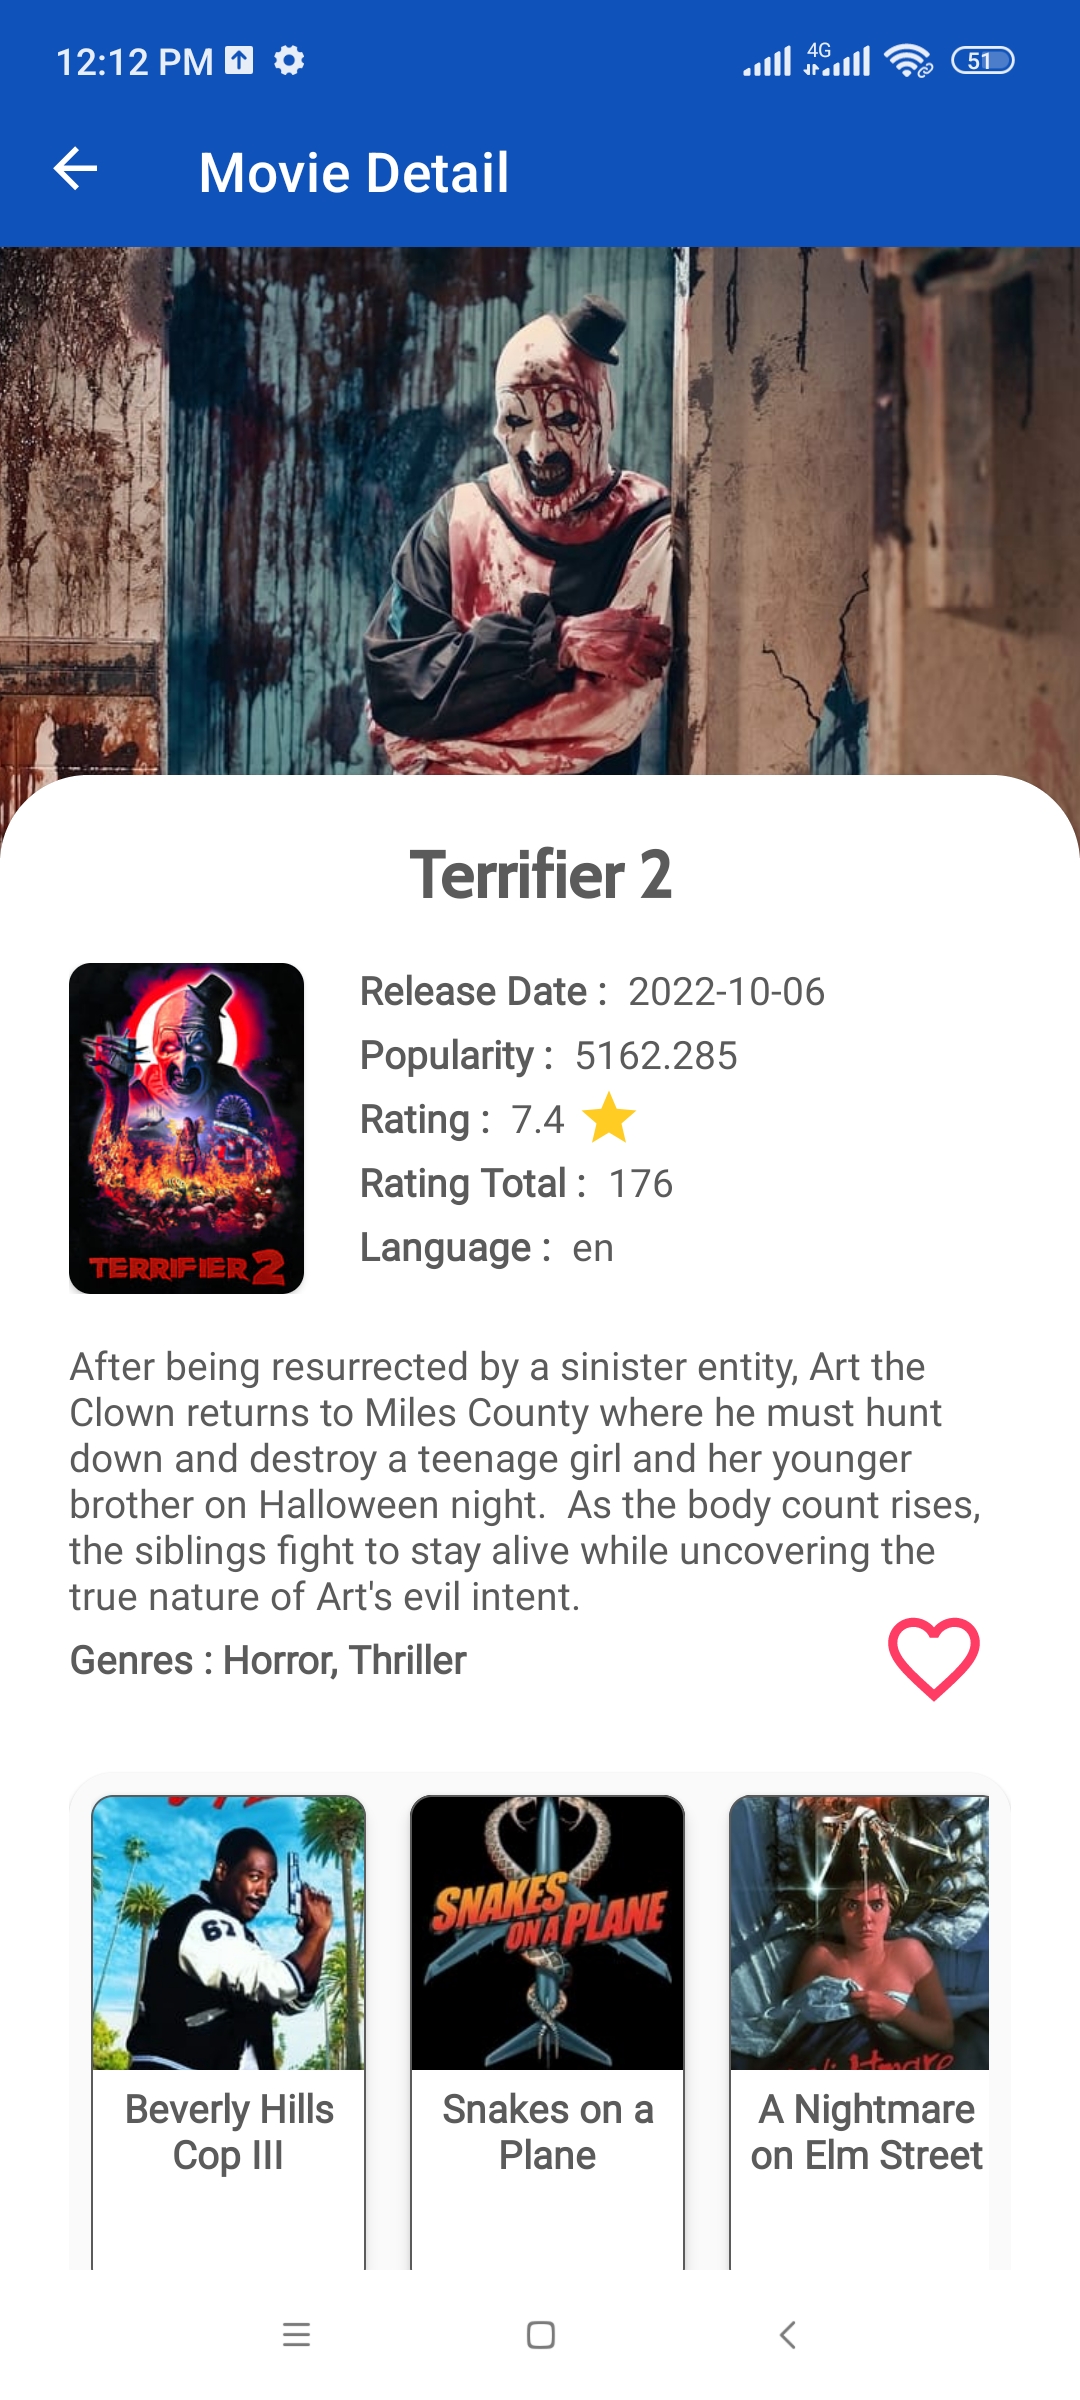 12:12 PM
4G
51
Movie Detail
Terrifier 2
TERRIFIER 2
Release Date : 2022-10-06
Popularity : 5162.285
Rating : 7.4
Rating Total : 176
Language : en
After being resurrected by a sinister entity, Art the
Clown returns to Miles County where he must hunt
down and destroy a teenage girl and her younger
brother on Halloween night.  As the body count rises,
the siblings fight to stay alive while uncovering the
true nature of Art's evil intent.
Genres : Horror, Thriller
SNAKES
ON A PLANE
Beverly Hills
Cop III
Snakes on a
Plane
A Nightmare
on Elm Street